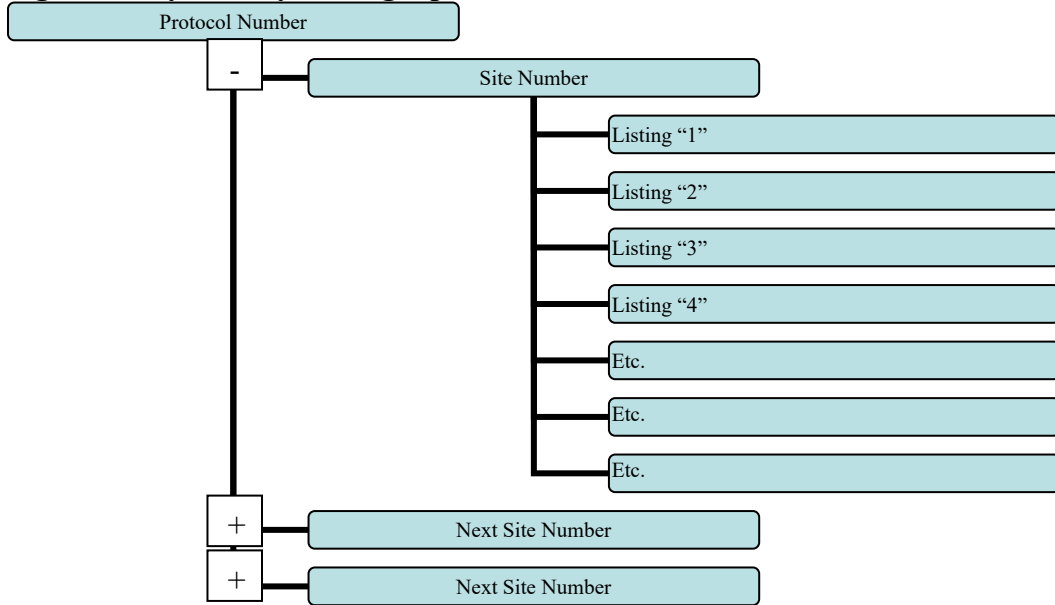 Protocol Number
-
Site Number
Listing “1”
Listing “2”
Listing “3”
Listing “4”
Etc.
Etc.
Etc.
+
Next Site Number
+
Next Site Number